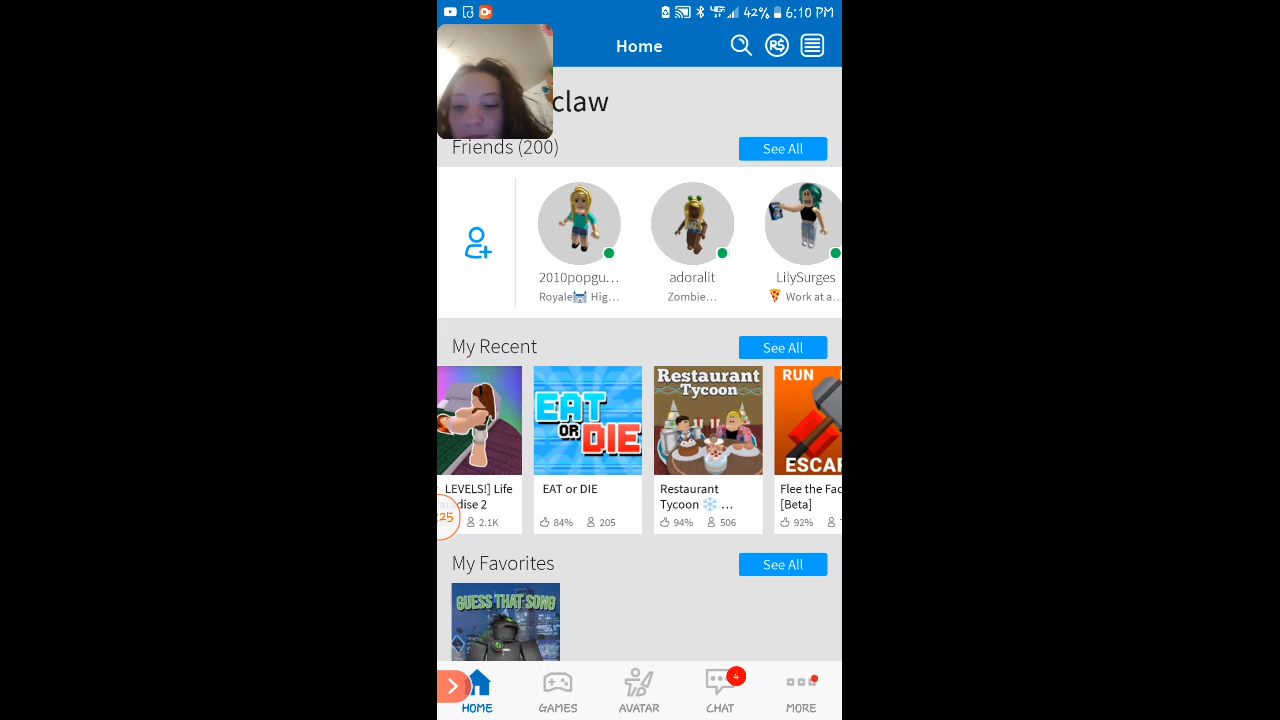 42% 6:10 PM
Home
R$
claw
Friends (200)
See All
2010popgu...
adoralit
LilySurges
Royale🏰 Hig...
Zombie...
🍕 Work at a...
My Recent
See All
EAT OR DIE
Restaurant Tycoon
RUN
ESCAP
LEVELS!] Life
EAT or DIE
Restaurant
Flee the Fac
adise 2
Tycoon ❄️ ...
[Beta]
2.1K
84% 205
94% 506
92%
:25
My Favorites
See All
GUESS THAT SONG
4
HOME
GAMES
AVATAR
CHAT
MORE